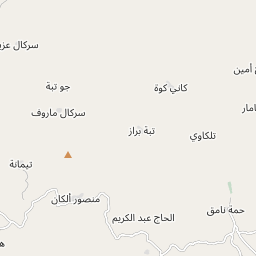 سركال عز
خ أمين
جو تبة
كاني كوة
امار
سركال ماروف
تبة براز
تلكاوي
تيمانة
منصور ألكان
حمة نامق
الحاج عبد الكريم